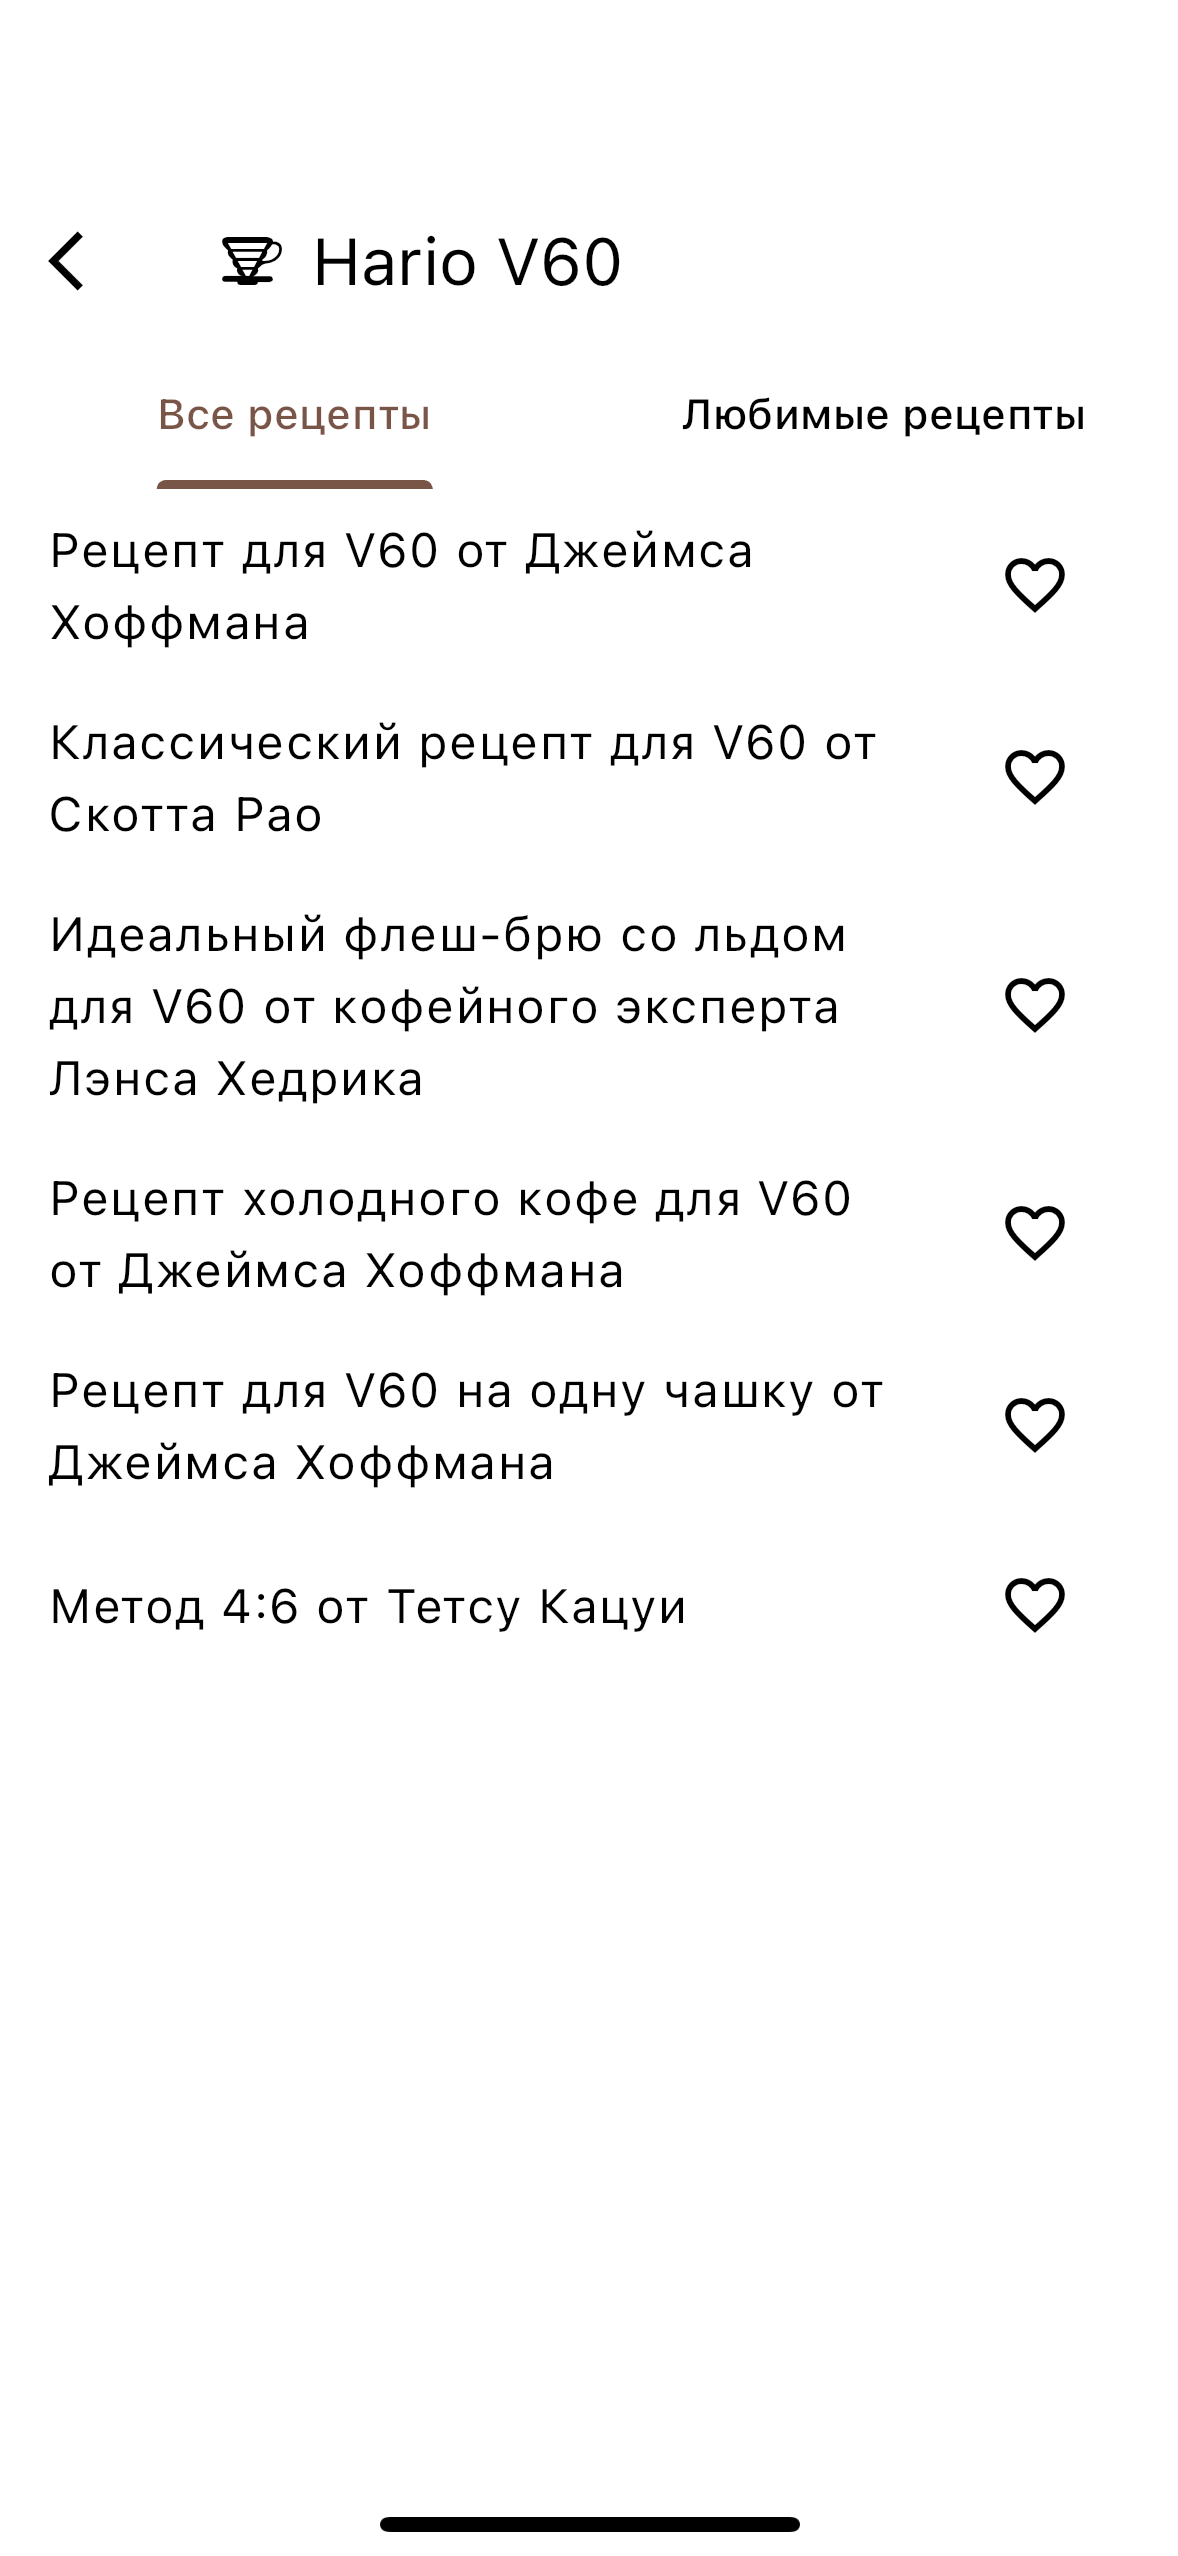 Hario V60
Все рецепты
Любимые рецепты
Рецепт для V60 от Джеймса
Хоффмана
Классический рецепт для V60 от
Скотта Рао
Идеальный флеш-брю со льдом
для V60 от кофейного эксперта
Лэнса Хедрика
Рецепт холодного кофе для V60
от Джеймса Хоффмана
Рецепт для V60 на одну чашку от
Джеймса Хоффмана
Метод 4:6 от Тетсу Кацуи